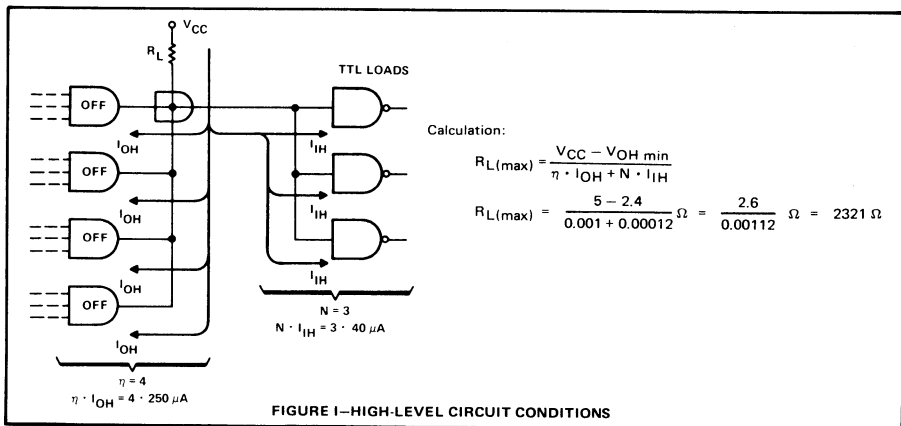 VCC
RL
TTL LOADS
OFF
IOH
IIH
OFF
IOH
IIH
OFF
IOH
IIH
OFF
IOH
N = 3
N · IIH = 3 · 40 μA
η = 4
η · IOH = 4 · 250 μA
Calculation:
RL(max) = VCC − VOH min / η · IOH + N · IIH
RL(max) = 5 − 2.4 / 0.001 + 0.00012 Ω = 2.6 / 0.00112 Ω = 2321 Ω
FIGURE I—HIGH-LEVEL CIRCUIT CONDITIONS